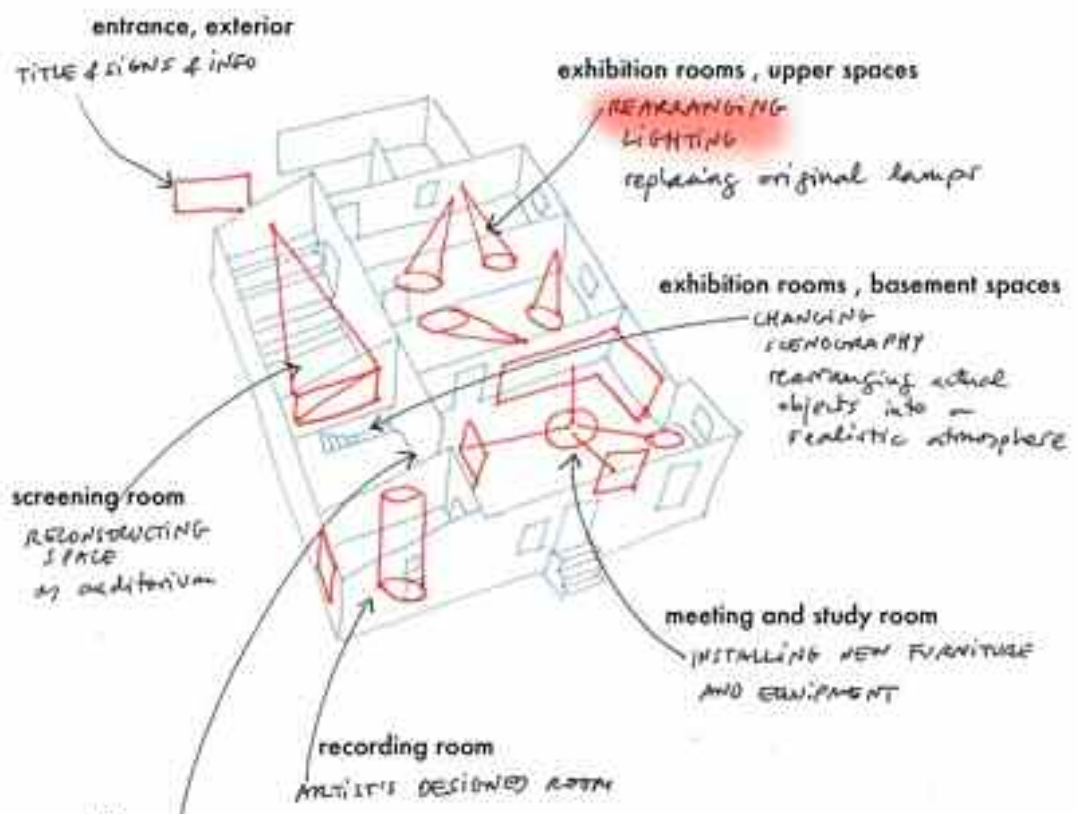 entrance, exterior
TITLE & SIGNS & INFO
exhibition rooms , upper spaces
REARRANGING
LIGHTING
replacing original lamps
exhibition rooms , basement spaces
CHANGING
SCENOGRAPHY
rearranging actual
objects into a
realistic atmosphere
screening room
RECONSTRUCTING
SPACE
as auditorium
meeting and study room
INSTALLING NEW FURNITURE
AND EQUIPMENT
recording room
ARTIST'S DESIGNED ROOM